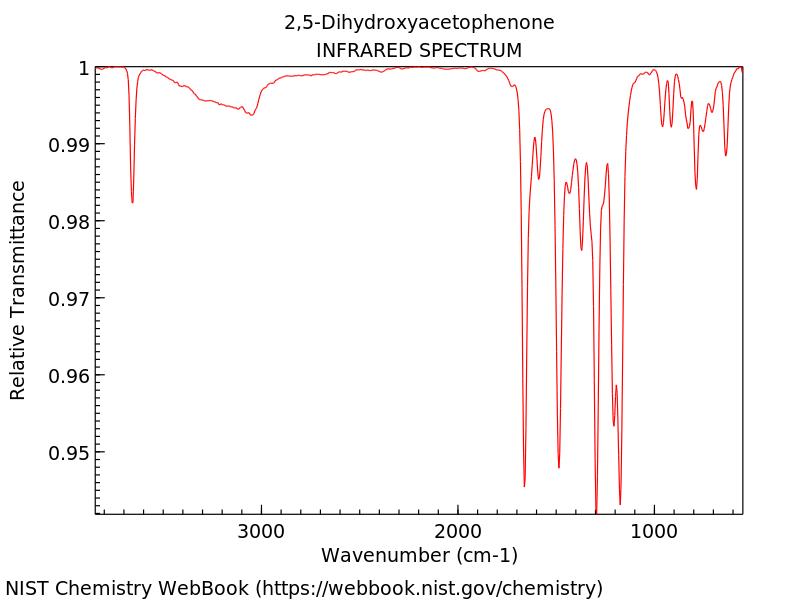 2,5-Dihydroxyacetophenone
INFRARED SPECTRUM
1
0.99
0.98
0.97
0.96
0.95
Relative Transmittance
3000 2000 1000
Wavenumber (cm-1)
NIST Chemistry WebBook (https://webbook.nist.gov/chemistry)